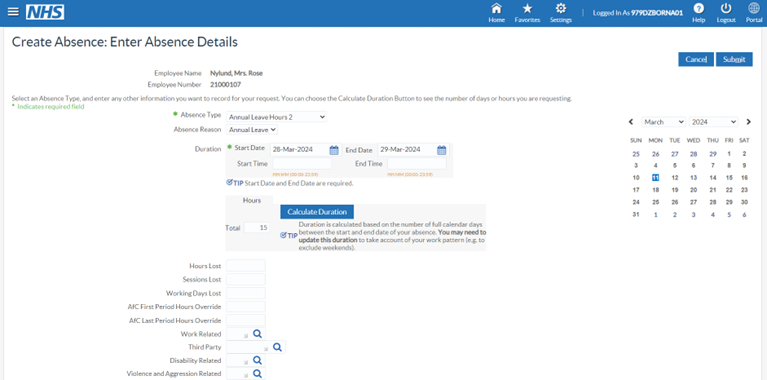 NHS
Home
Favorites
Settings
Logged In As 979DZBORNA01
Help
Logout
Portal
Create Absence: Enter Absence Details
Cancel
Submit
Employee Name Nylund, Mrs. Rose
Employee Number 21000107
Select an Absence Type, and enter any other information you want to record for your request. You can choose the Calculate Duration Button to see the number of days or hours you are requesting.
* Indicates required field
* Absence Type Annual Leave Hours 2
Absence Reason Annual Leave
Duration * Start Date 28-Mar-2024 End Date 29-Mar-2024
Start Time End Time
TIP Start Date and End Date are required.
Hours
Calculate Duration
Total 15
TIP Duration is calculated based on the number of full calendar days
between the start and end date of your absence. You may need to
update this duration to take account of your work pattern (e.g. to
exclude weekends).
Hours Lost
Sessions Lost
Working Days Lost
AfC First Period Hours Override
AfC Last Period Hours Override
Work Related
Third Party
Disability Related
Violence and Aggression Related
March 2024
SUN MON TUE WED THU FRI SAT
25 26 27 28 29 1 2
3 4 5 6 7 8 9
10 11 12 13 14 15 16
17 18 19 20 21 22 23
24 25 26 27 28 29 30
31 1 2 3 4 5 6